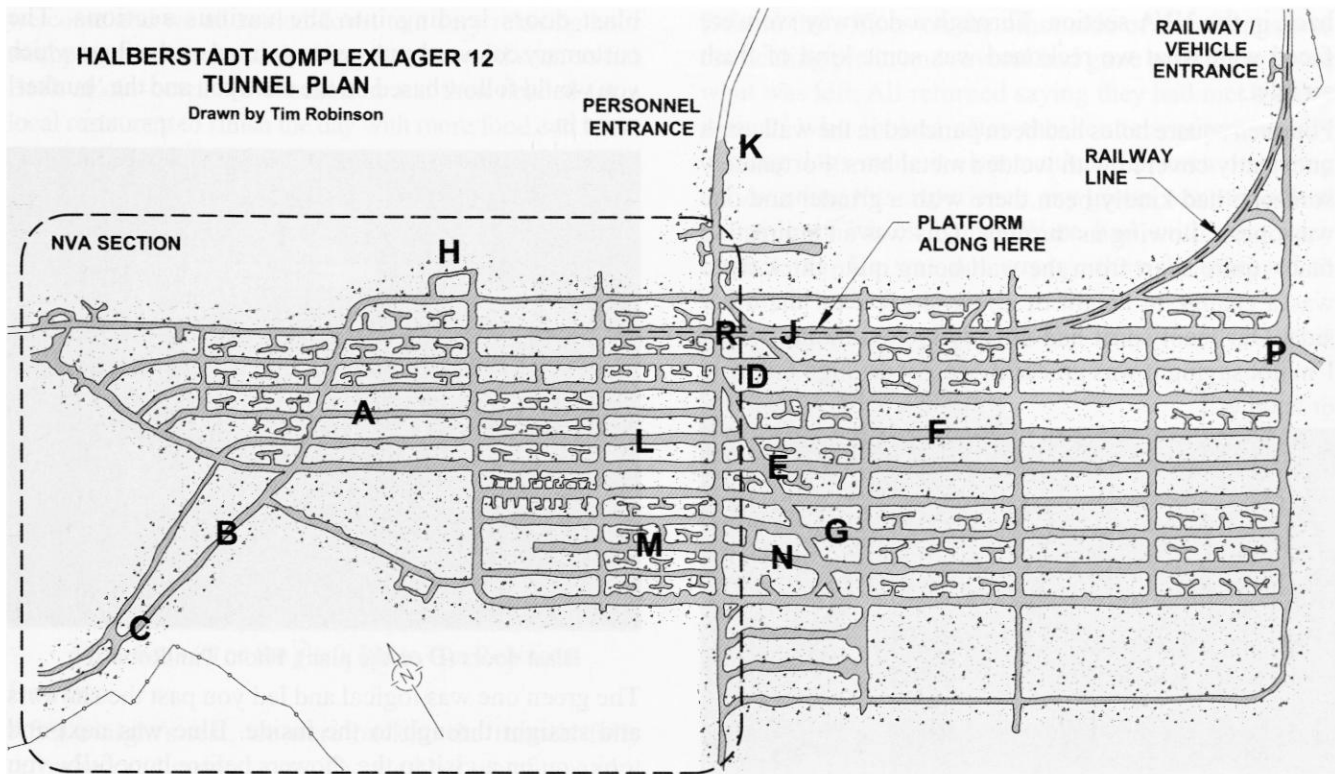 HALBERSTADT KOMPLEXLAGER 12
TUNNEL PLAN
Drawn by Tim Robinson
PERSONNEL
ENTRANCE
RAILWAY
VEHICLE
ENTRANCE
K
RAILWAY
LINE
NVA SECTION
PLATFORM
ALONG HERE
H
R
J
P
D
A
F
L
E
B
G
M
N
C
N